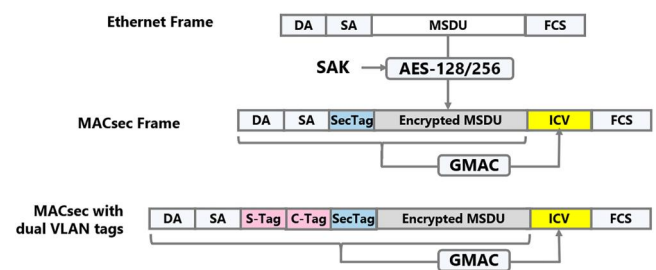 Ethernet Frame
DA SA MSDU FCS
SAK AES-128/256
MACsec Frame
DA SA SecTag Encrypted MSDU ICV FCS
GMAC
MACsec with
dual VLAN tags
DA SA S-Tag C-Tag SecTag Encrypted MSDU ICV FCS
GMAC